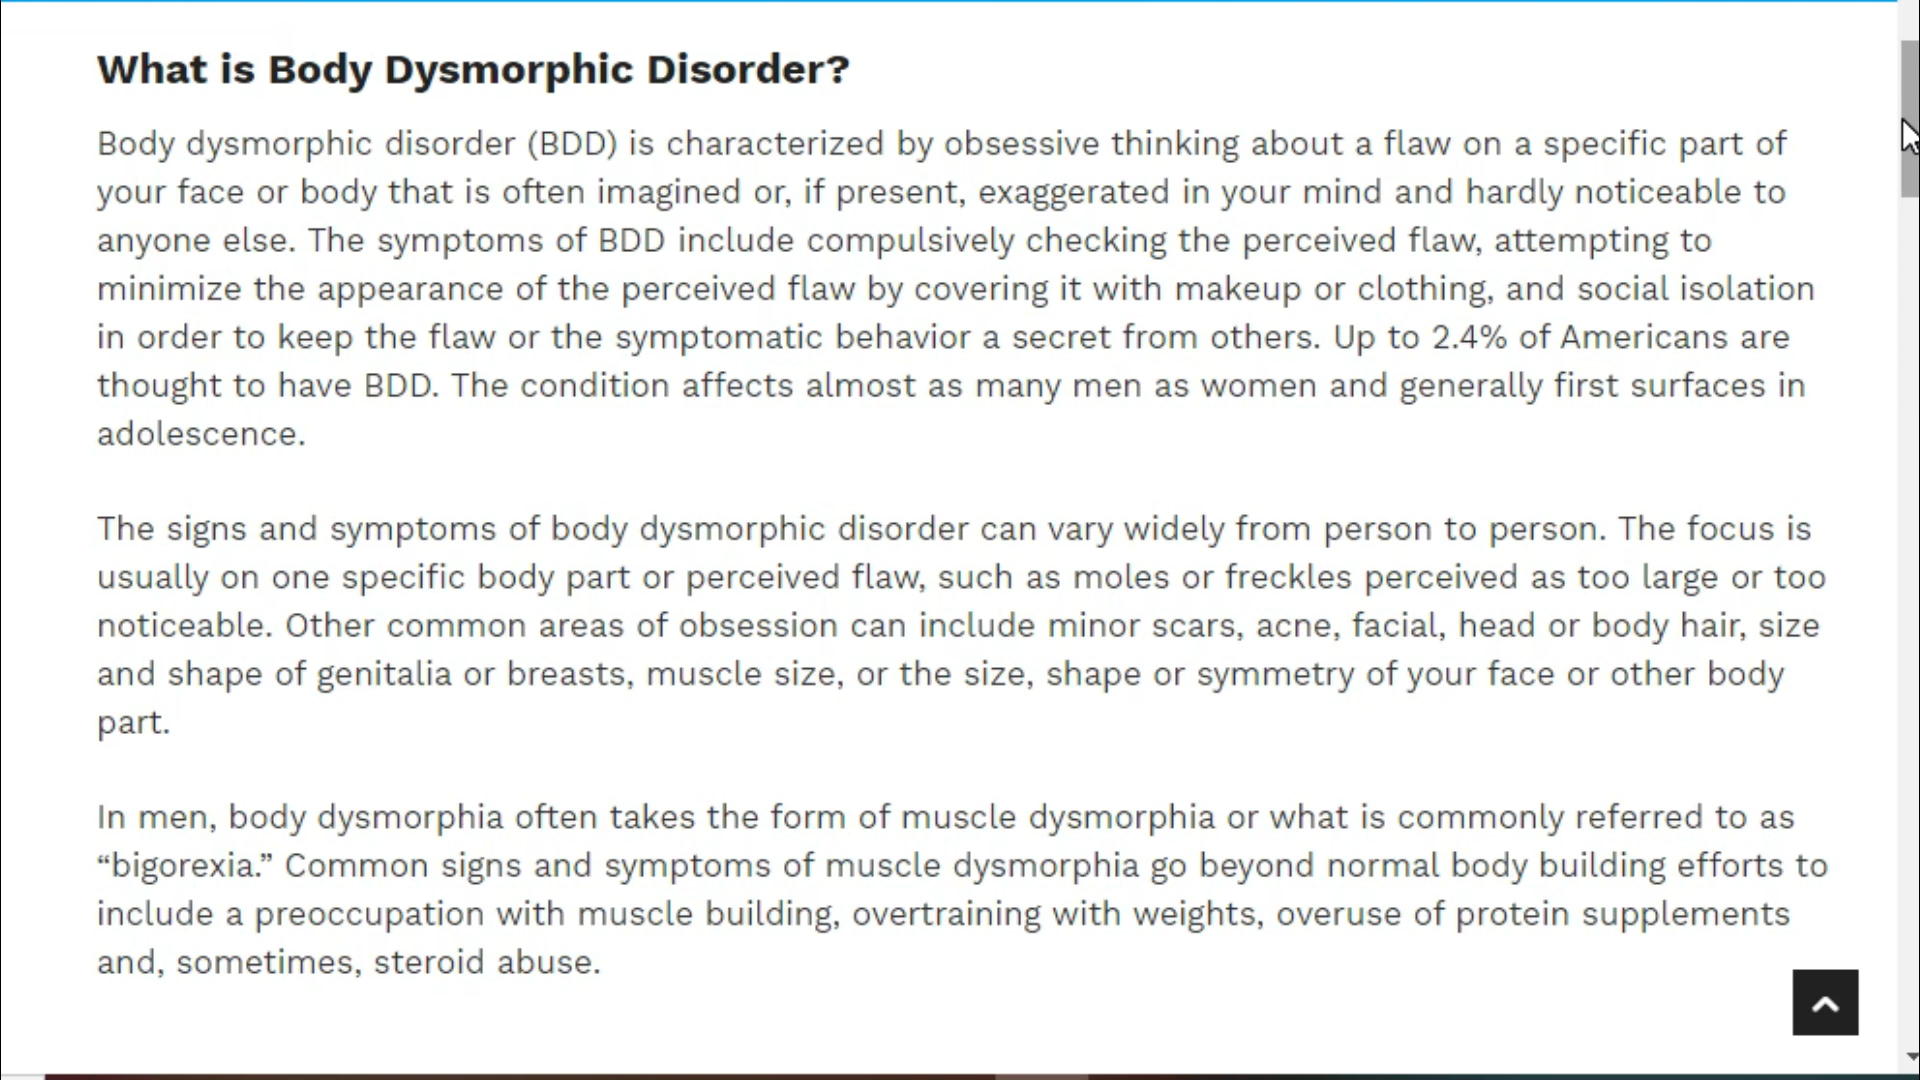 What is Body Dysmorphic Disorder?
Body dysmorphic disorder (BDD) is characterized by obsessive thinking about a flaw on a specific part of
your face or body that is often imagined or, if present, exaggerated in your mind and hardly noticeable to
anyone else. The symptoms of BDD include compulsively checking the perceived flaw, attempting to
minimize the appearance of the perceived flaw by covering it with makeup or clothing, and social isolation
in order to keep the flaw or the symptomatic behavior a secret from others. Up to 2.4% of Americans are
thought to have BDD. The condition affects almost as many men as women and generally first surfaces in
adolescence.
The signs and symptoms of body dysmorphic disorder can vary widely from person to person. The focus is
usually on one specific body part or perceived flaw, such as moles or freckles perceived as too large or too
noticeable. Other common areas of obsession can include minor scars, acne, facial, head or body hair, size
and shape of genitalia or breasts, muscle size, or the size, shape or symmetry of your face or other body
part.
In men, body dysmorphia often takes the form of muscle dysmorphia or what is commonly referred to as
“bigorexia.” Common signs and symptoms of muscle dysmorphia go beyond normal body building efforts to
include a preoccupation with muscle building, overtraining with weights, overuse of protein supplements
and, sometimes, steroid abuse.